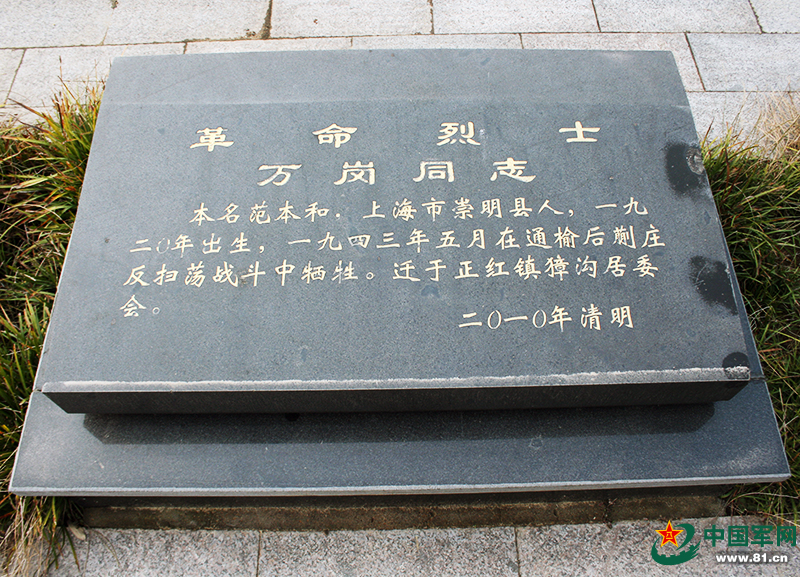 革命烈士
万岗同志
本名范本和．上海市崇明县人，一九
二〇年出生，一九四三年五月在通榆后蒯庄
反扫荡战斗中牺牲。迁于正红镇獐沟居委
会。
二〇一〇年清明
中国军网
www.81.cn